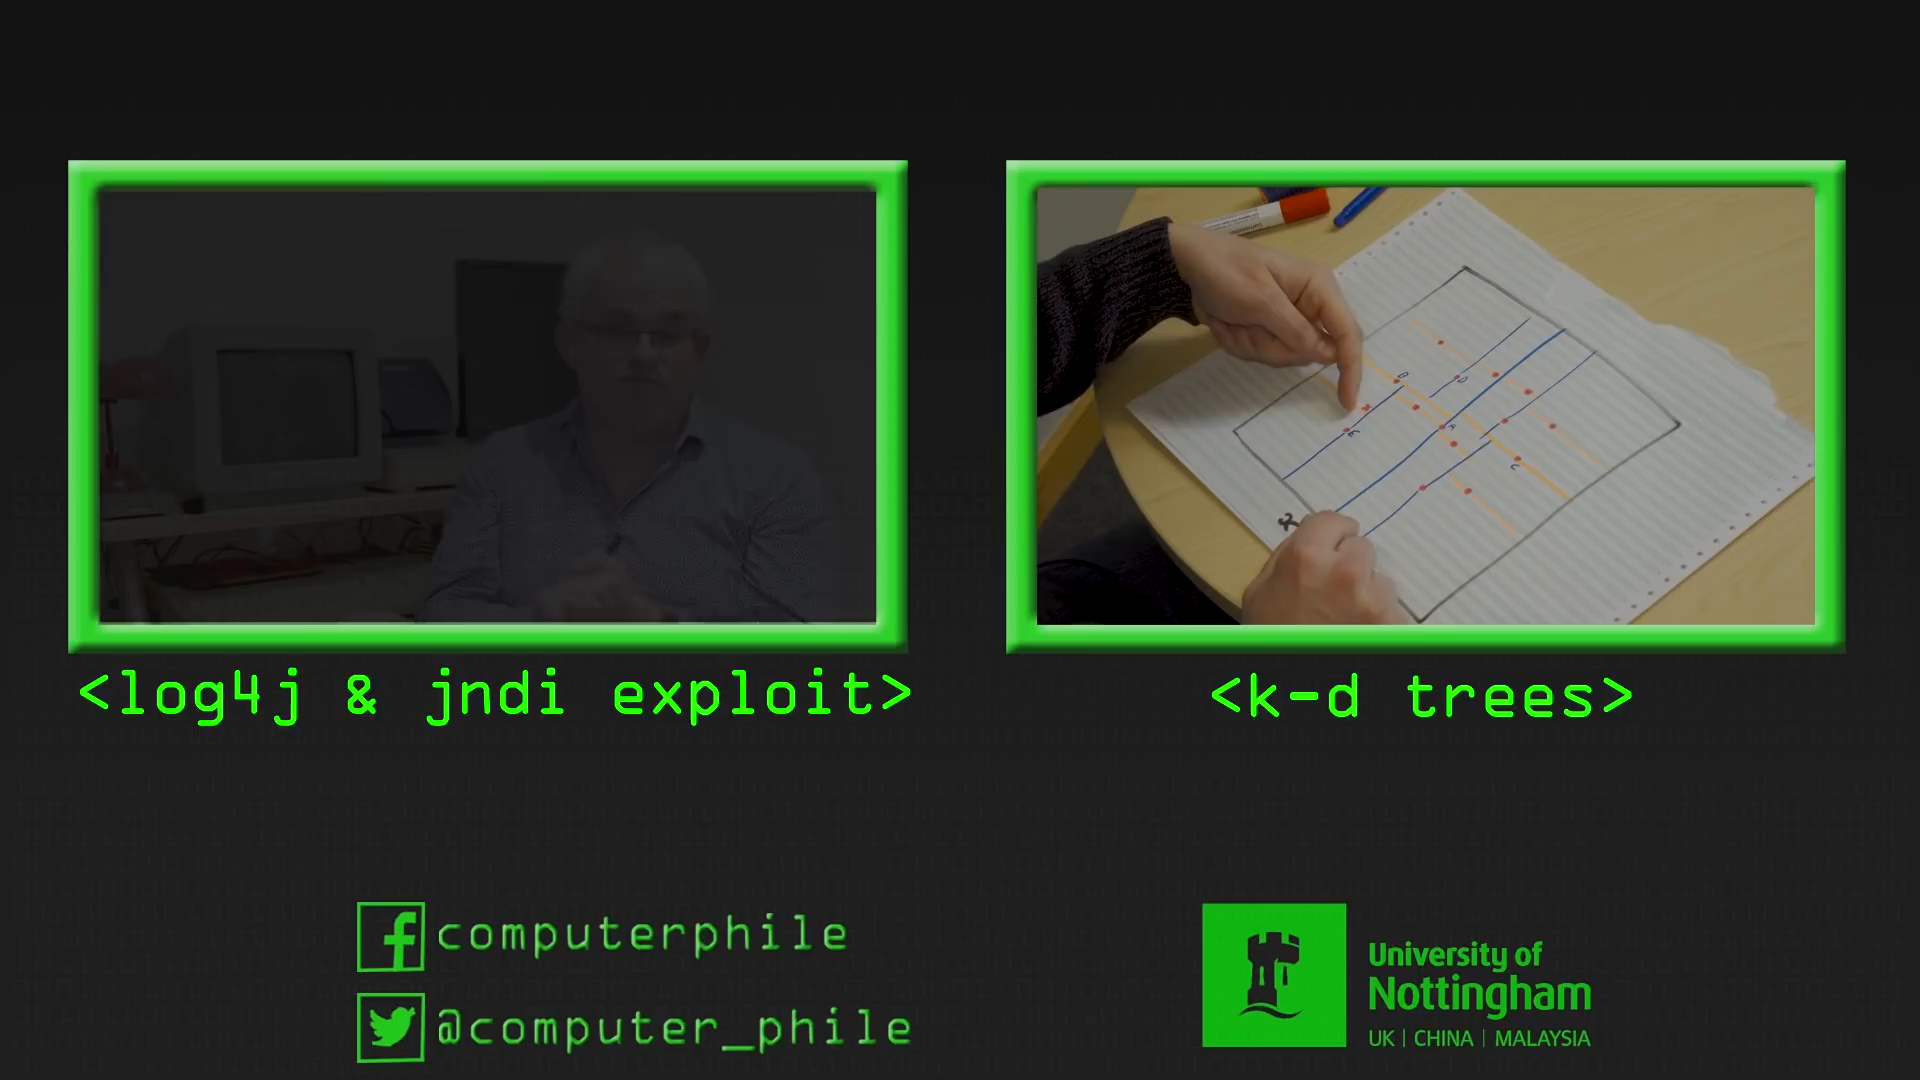 <log4j & jndi exploit>
<k-d trees>
computerphile
@computer_phile
University of
Nottingham
UK | CHINA | MALAYSIA